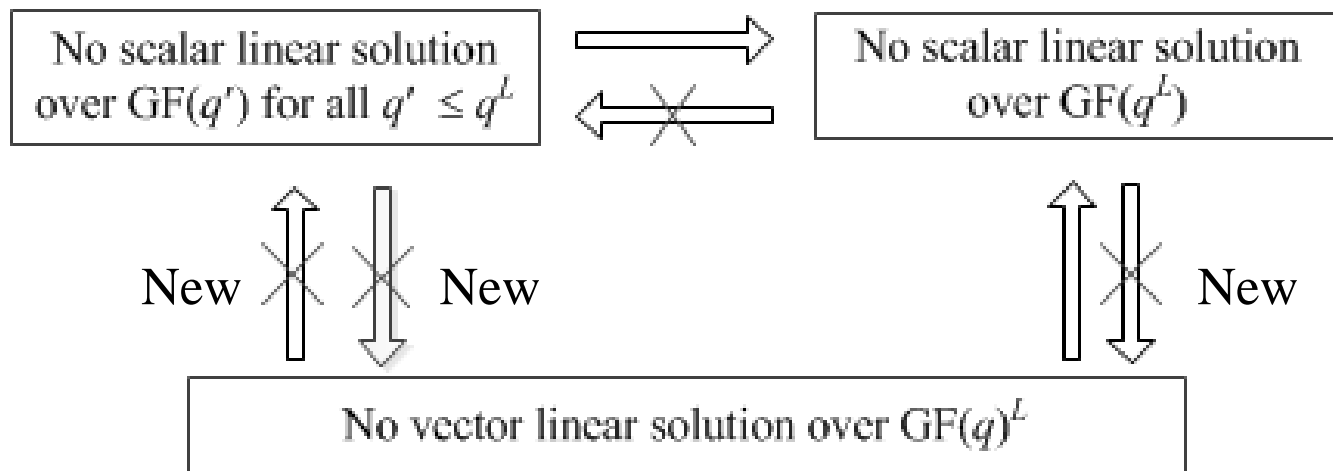 No scalar linear solution
over GF(q') for all q' ≤ q^L
No scalar linear solution
over GF(q^L)
New
New
New
No vector linear solution over GF(q)^L